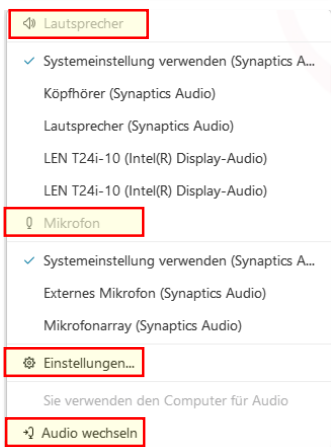 Lautsprecher
Systemeinstellung verwenden (Synaptics A...
Köpfhörer (Synaptics Audio)
Lautsprecher (Synaptics Audio)
LEN T24i-10 (Intel(R) Display-Audio)
LEN T24i-10 (Intel(R) Display-Audio)
Mikrofon
Systemeinstellung verwenden (Synaptics A...
Externes Mikrofon (Synaptics Audio)
Mikrofonarray (Synaptics Audio)
Einstellungen...
Sie verwenden den Computer für Audio
Audio wechseln